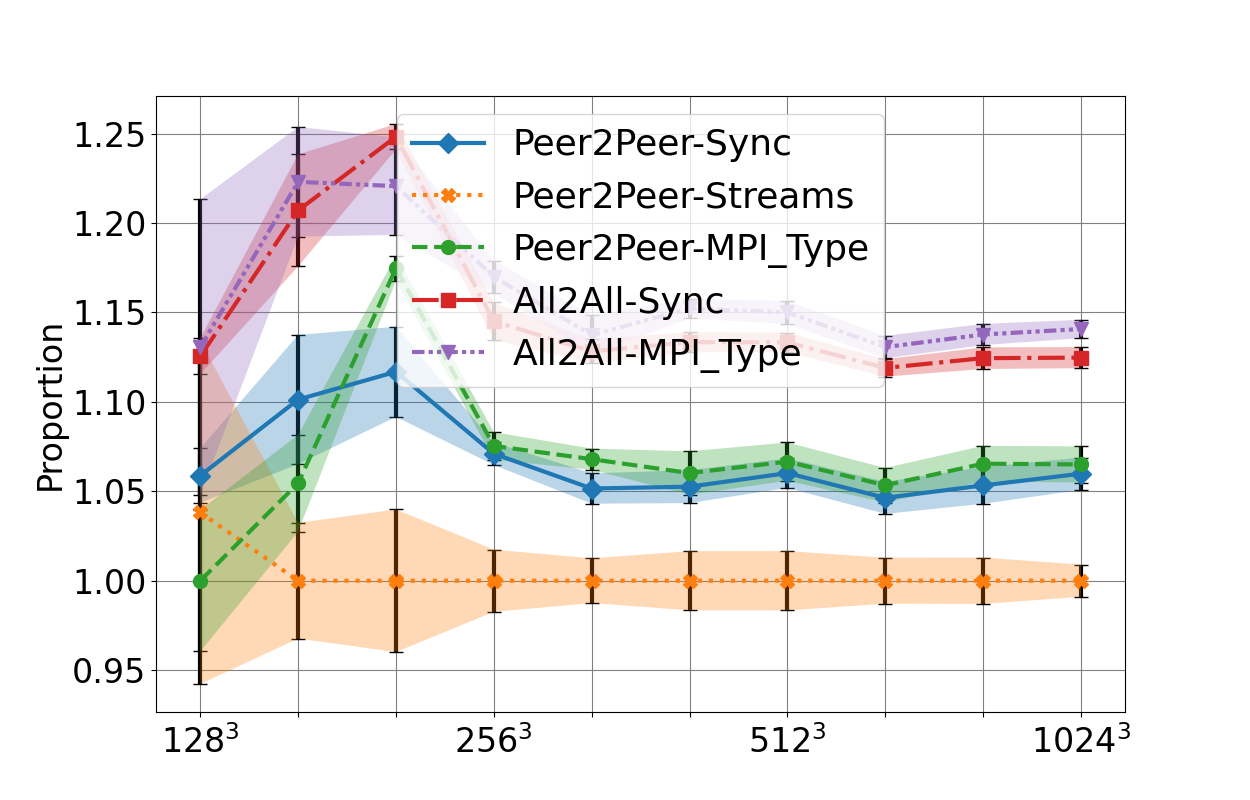 Proportion
1.25
1.20
1.15
1.10
1.05
1.00
0.95
Peer2Peer-Sync
Peer2Peer-Streams
Peer2Peer-MPI_Type
All2All-Sync
All2All-MPI_Type
128³ 256³ 512³ 1024³